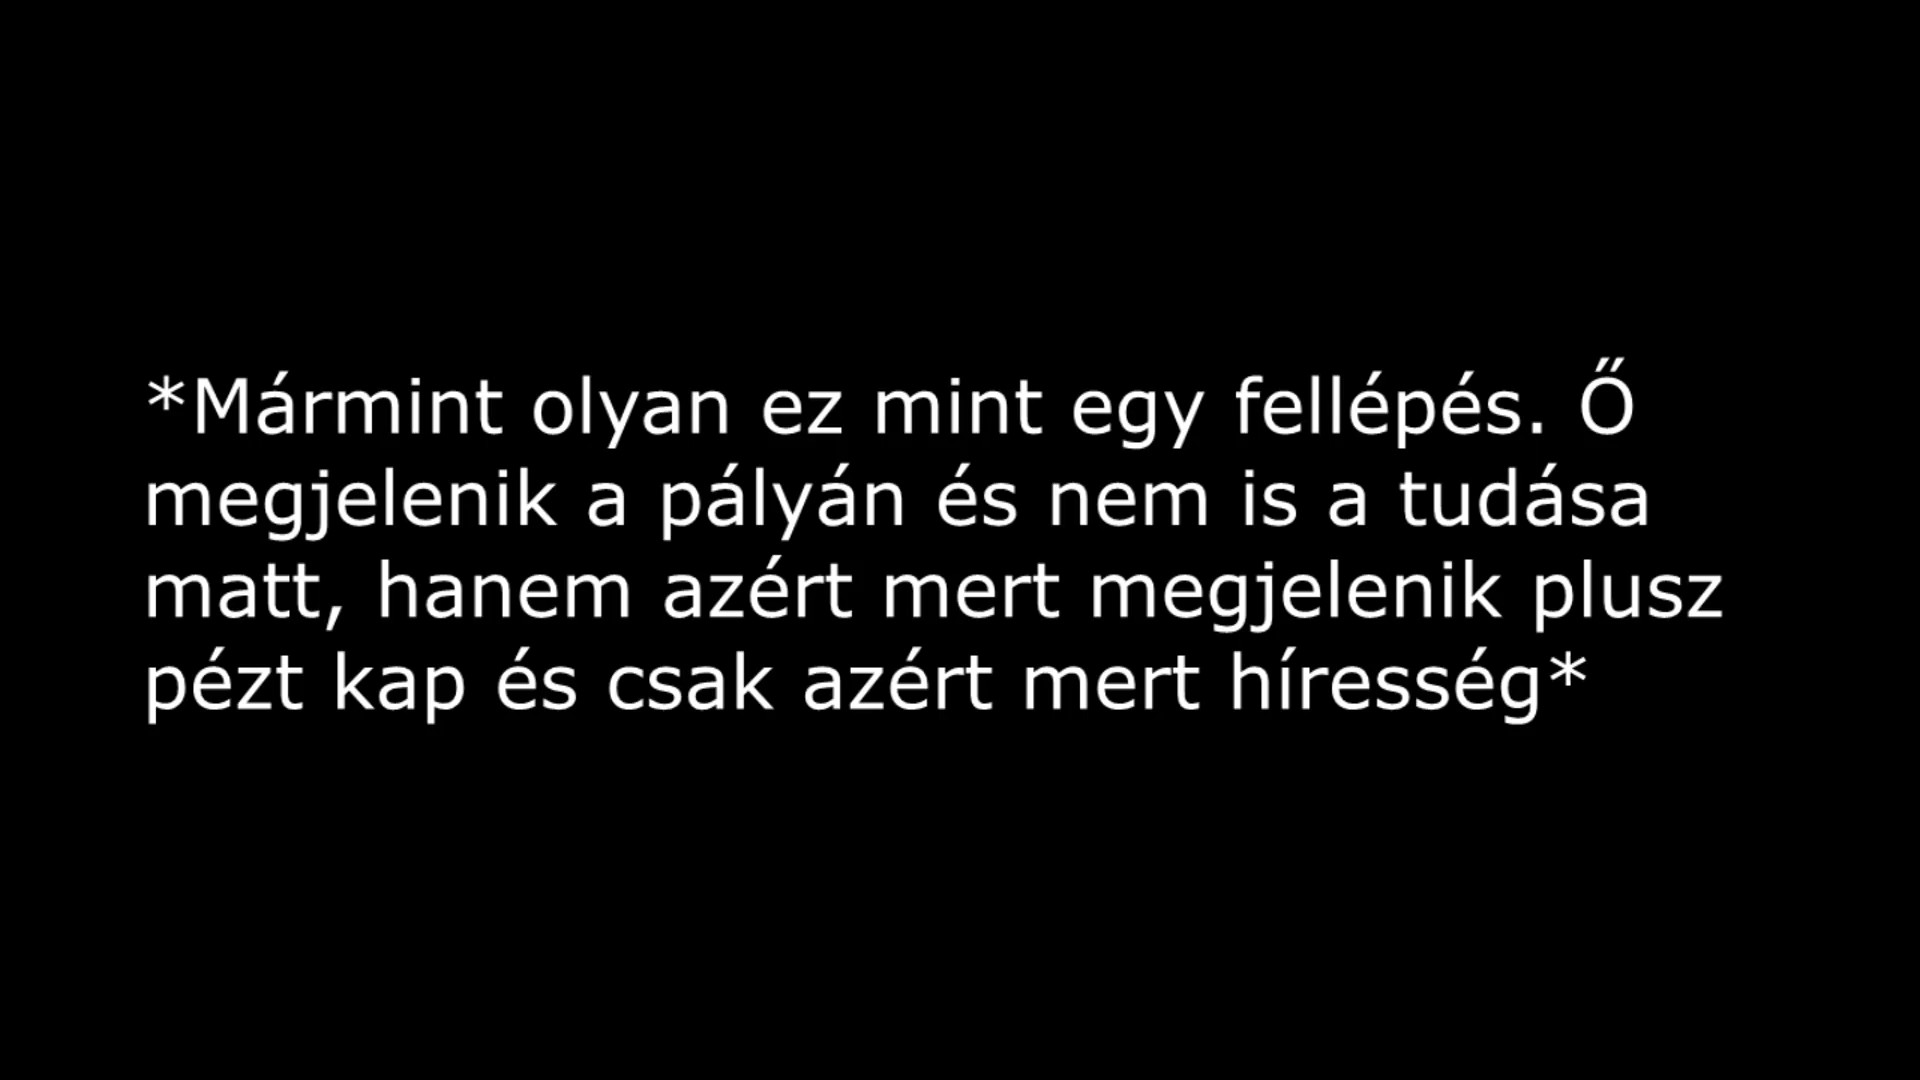 *Mármint olyan ez mint egy fellépés. Ő
megjelenik a pályán és nem is a tudása
matt, hanem azért mert megjelenik plusz
pézt kap és csak azért mert híresség*